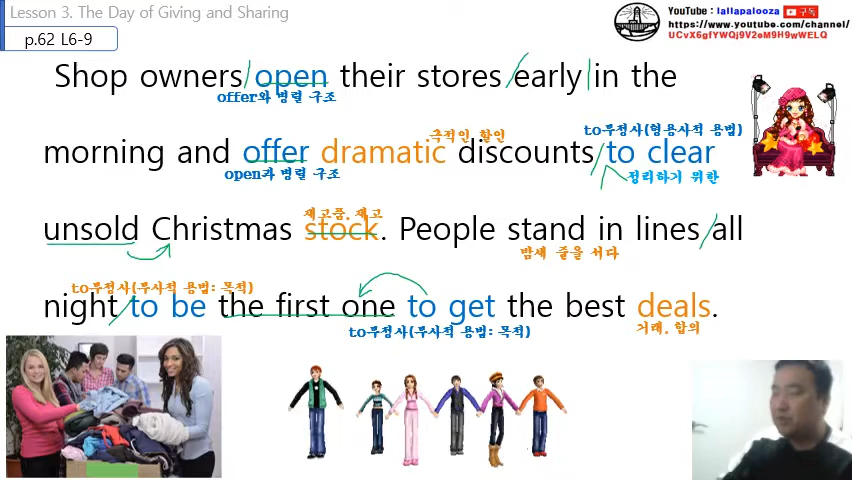 Lesson 3. The Day of Giving and Sharing
p.62 L6-9
YouTube : lallapalooza 구독
https://www.youtube.com/channel/
UCvX6gfYWQj9V2eM9H9wWELQ
Shop owners open their stores early in the
offer와 병렬 구조
극적인, 할인
to부정사(형용사적 용법)
morning and offer dramatic discounts to clear
open과 병렬 구조
정리하기 위한
재고품, 재고
unsold Christmas stock. People stand in lines all
밤새 줄을 서다
to부정사(부사적 용법: 목적)
night to be the first one to get the best deals.
to부정사(부사적 용법: 목적)
거래, 합의